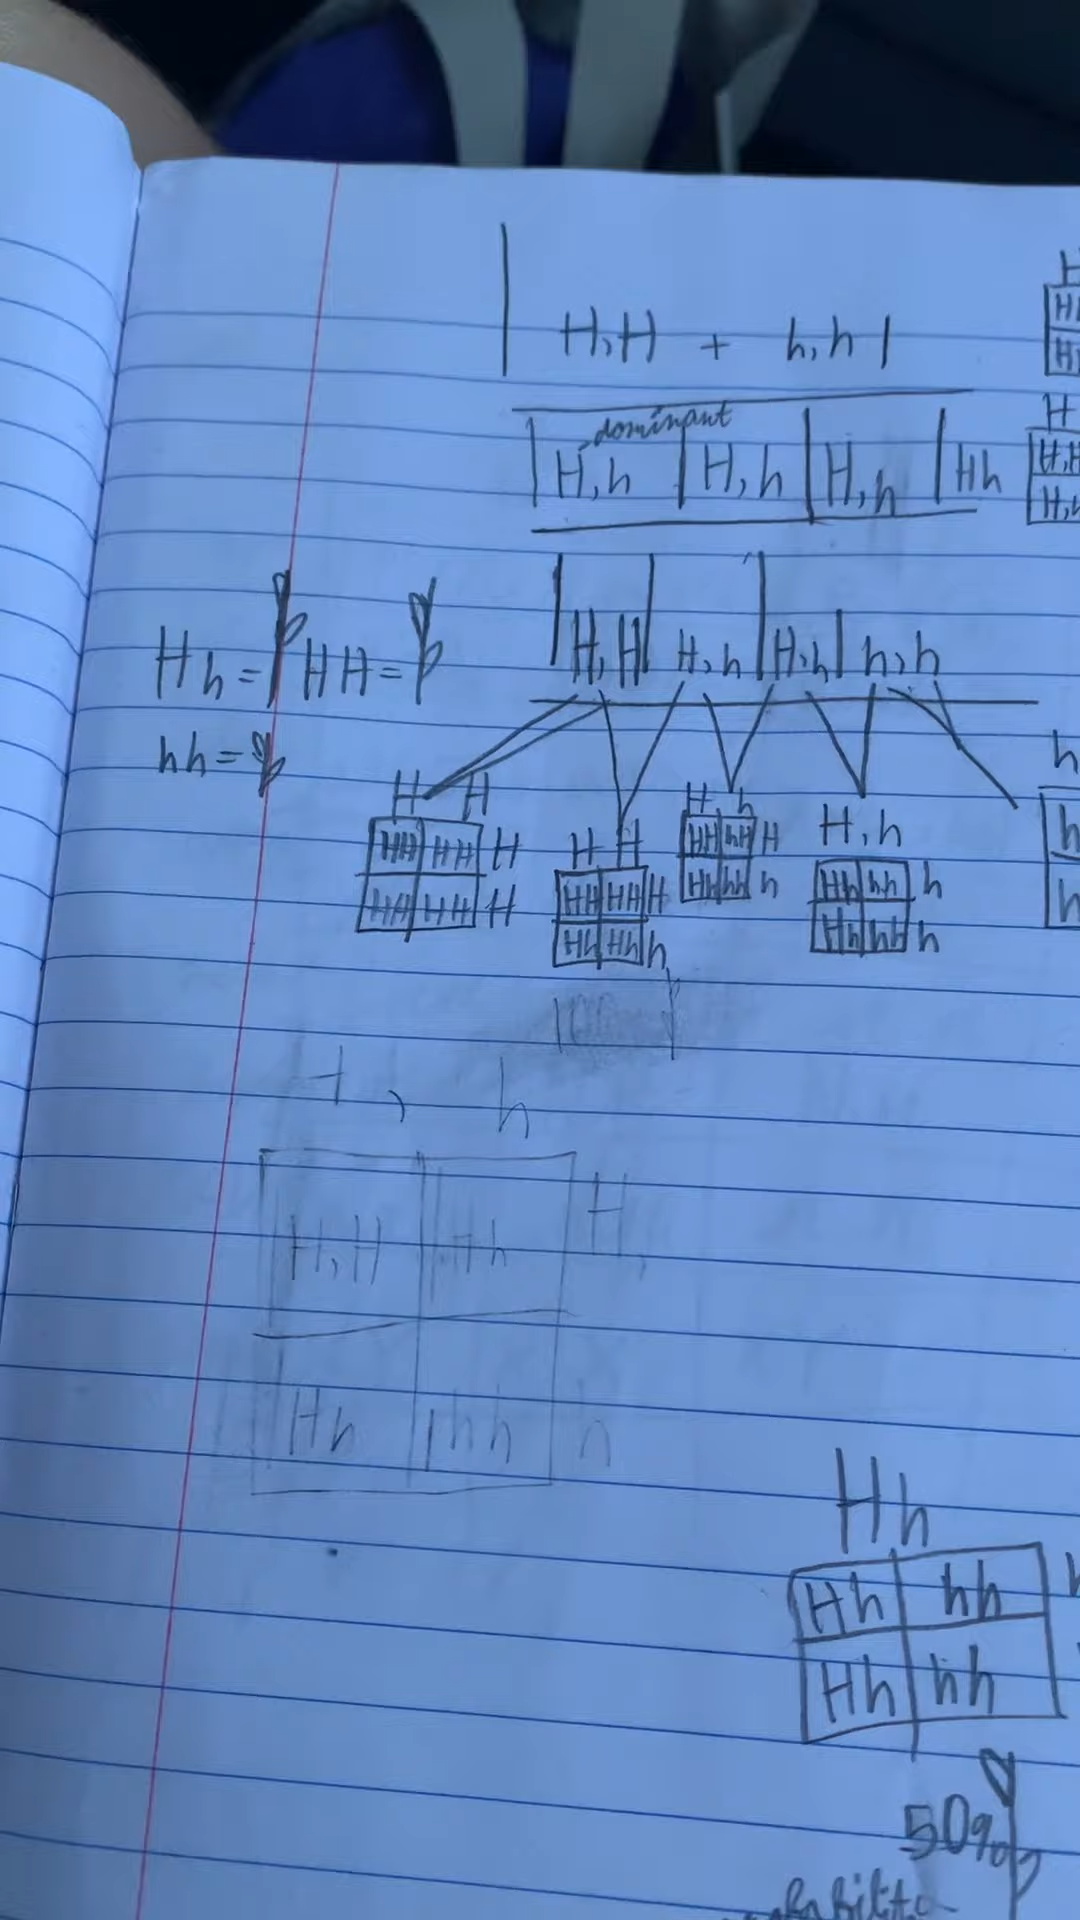 H,H + h,h
dominant
H,h H,h H,h Hh
H,H H,h H,h h,h
Hh = HH =
hh =
H H
HH HH H
HH HH H
H H
HH HH H
Hh Hh h
H h
HH hH H
Hh hh h
H,h
Hh hh h
Hh hH h
H , h
H,H Hh H,
Hh hh h
Hh
Hh hh
Hh hh
50%